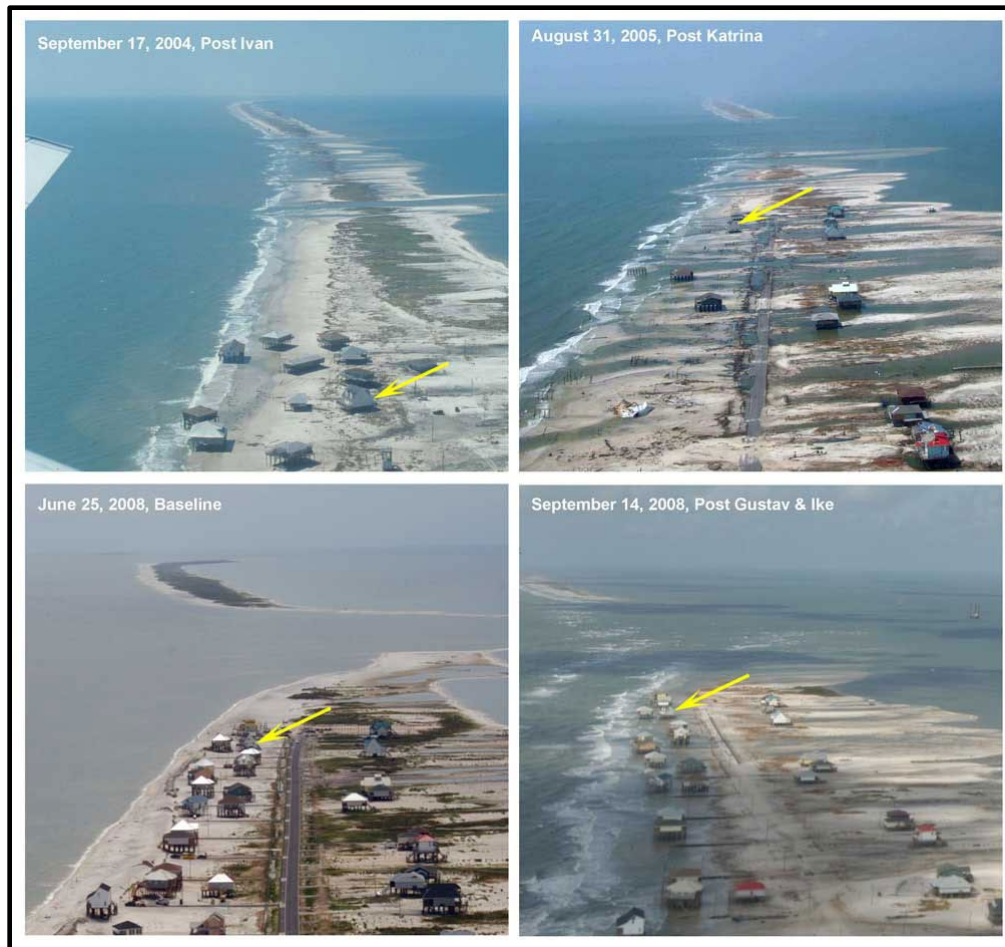 September 17, 2004, Post Ivan
August 31, 2005, Post Katrina
June 25, 2008, Baseline
September 14, 2008, Post Gustav & Ike